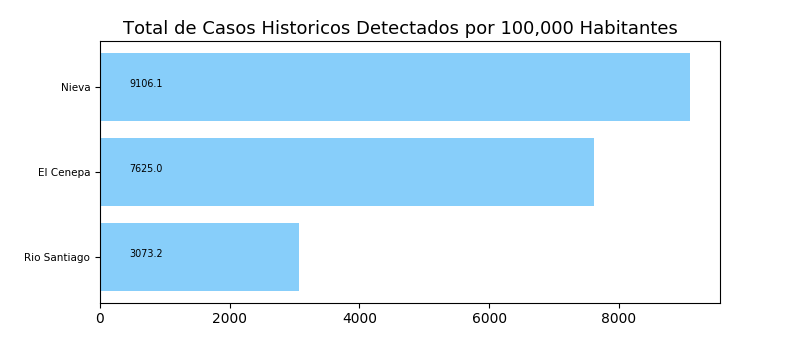 Total de Casos Historicos Detectados por 100,000 Habitantes
Nieva 9106.1
El Cenepa 7625.0
Rio Santiago 3073.2
0 2000 4000 6000 8000